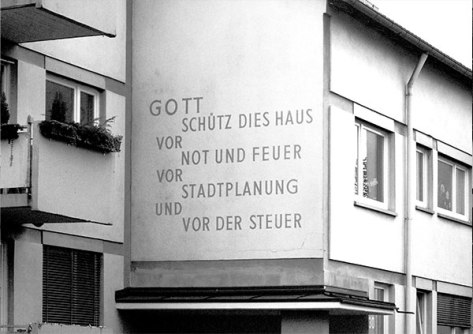 GOTT
SCHÜTZ DIES HAUS
VOR
NOT UND FEUER
VOR
STADTPLANUNG
UND
VOR DER STEUER